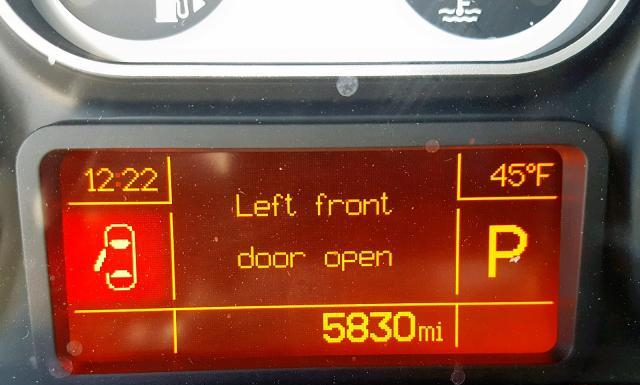 12:22
45°F
Left front
door open
P
5830mi